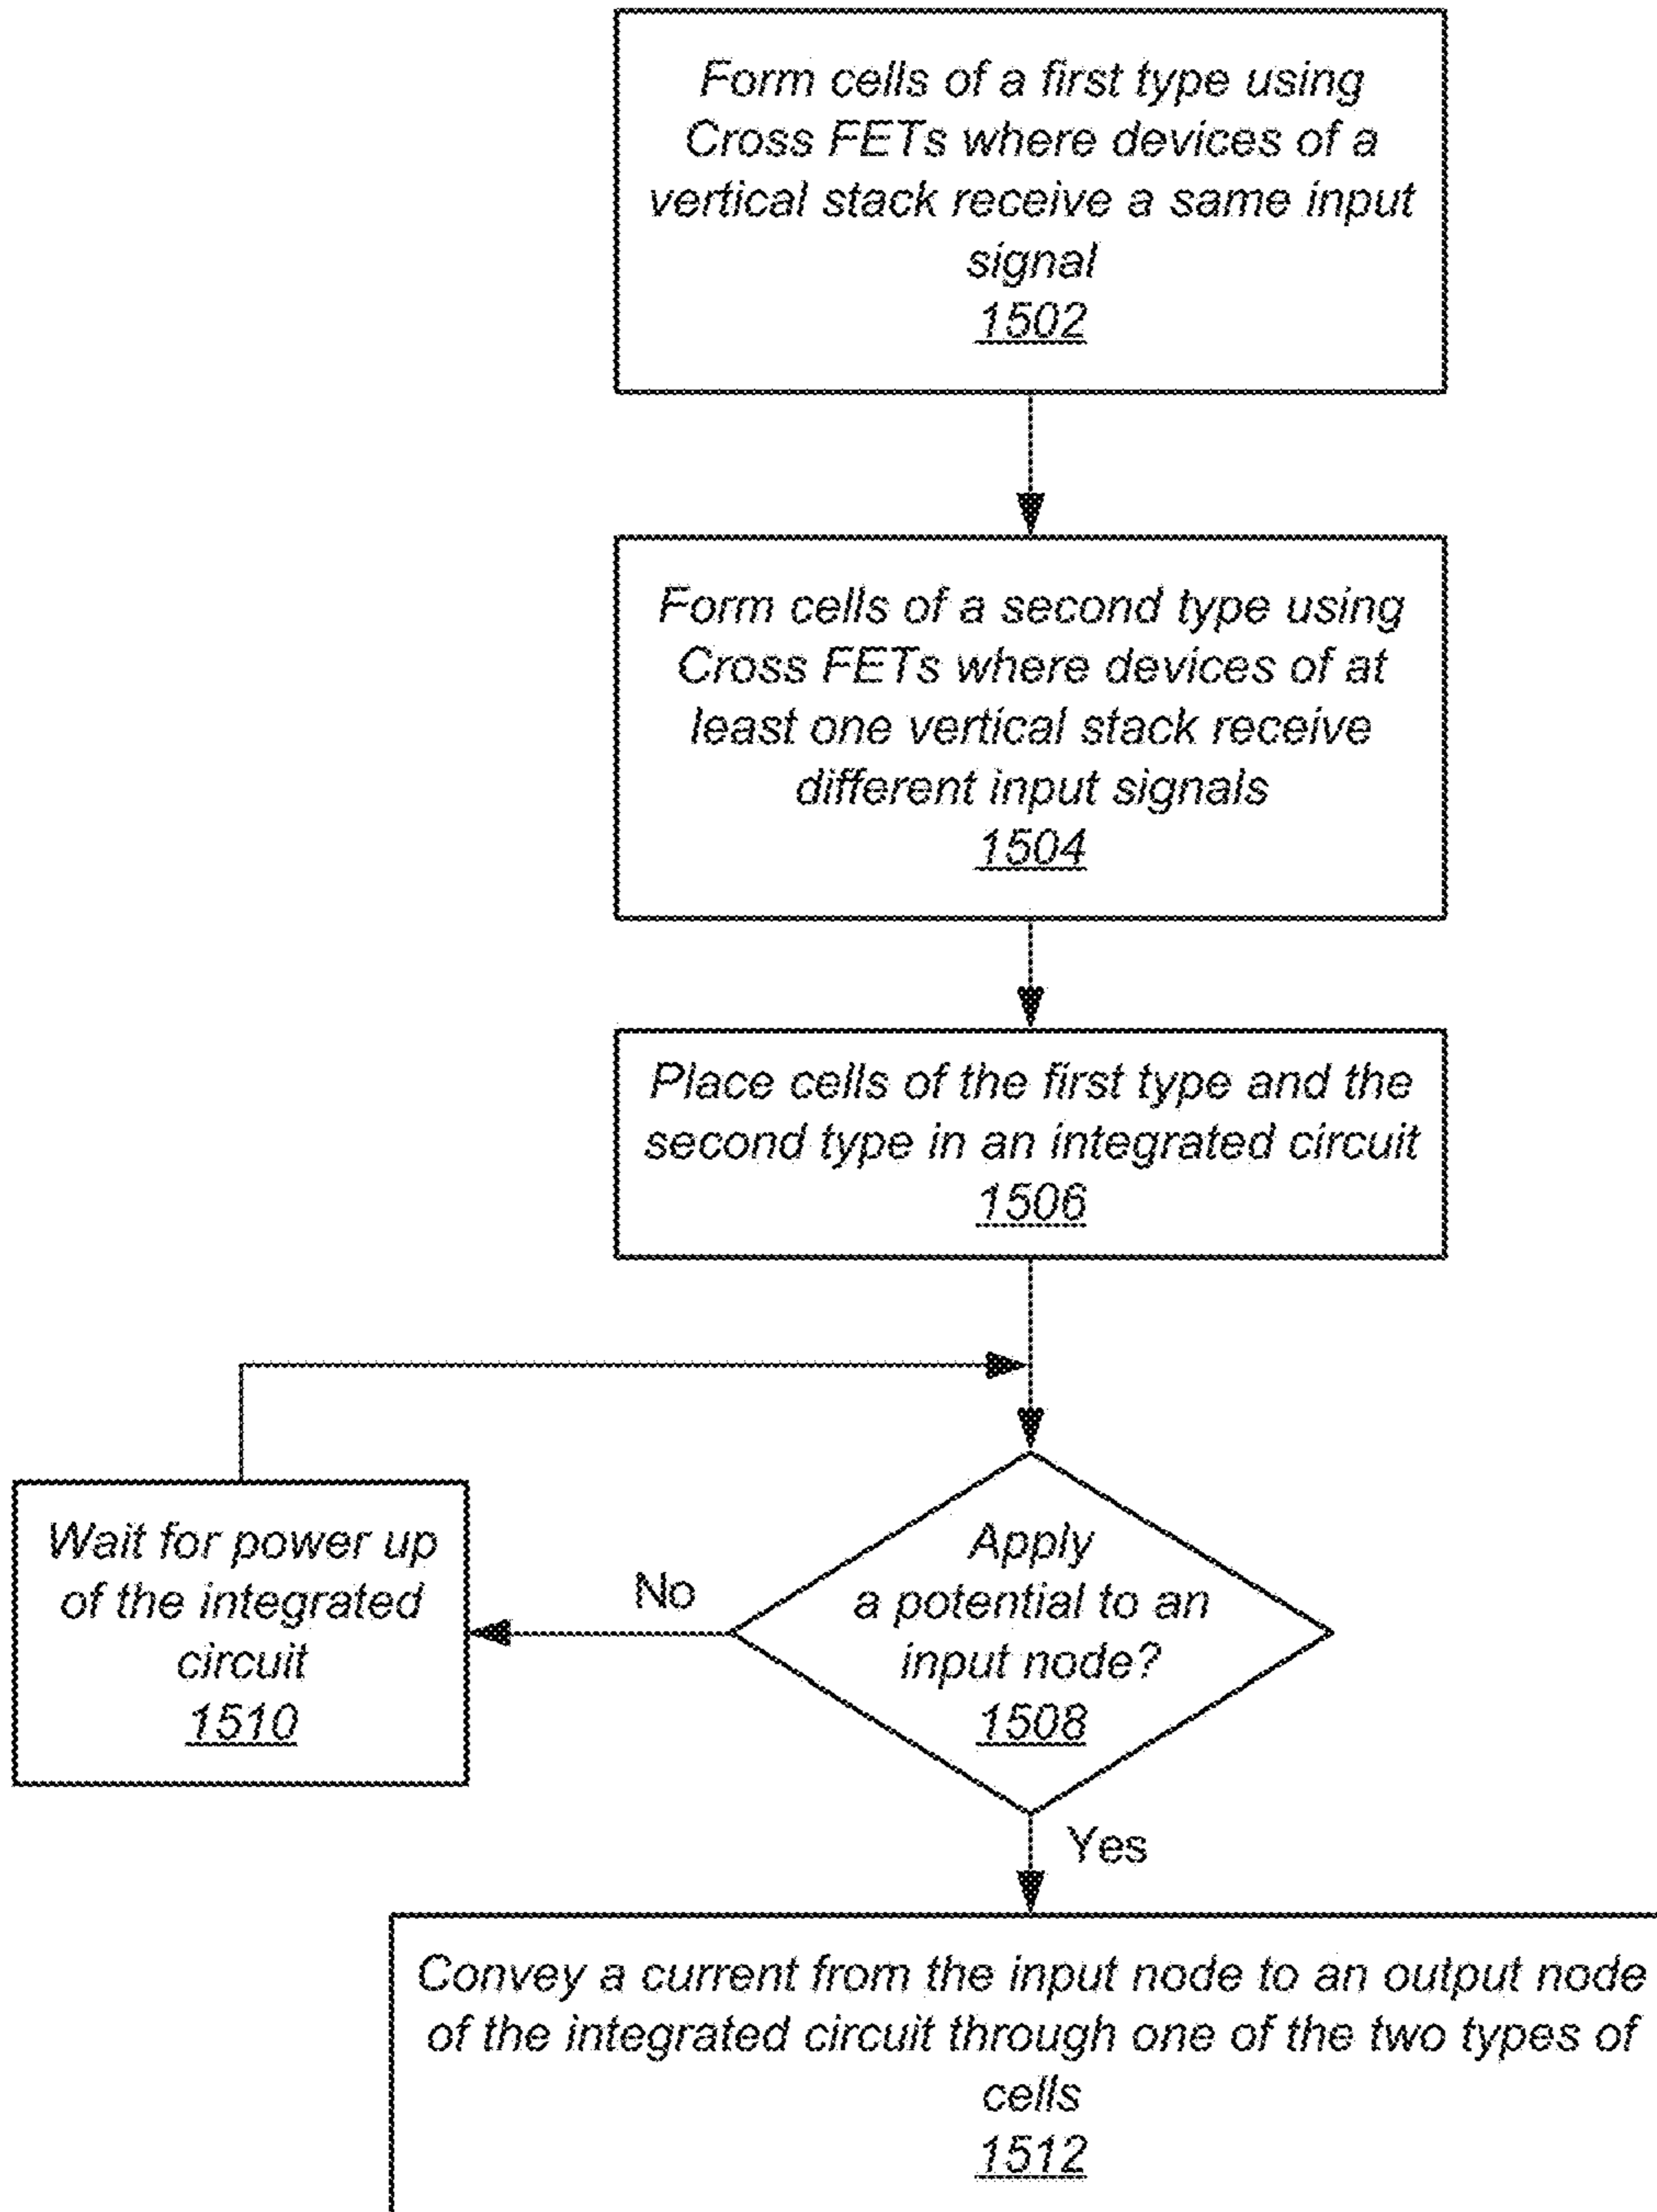 Form cells of a first type using
Cross FETs where devices of a
vertical stack receive a same input
signal
1502
Form cells of a second type using
Cross FETs where devices of at
least one vertical stack receive
different input signals
1504
Place cells of the first type and the
second type in an integrated circuit
1506
Apply
a potential to an
input node?
1508
No
Wait for power up
of the integrated
circuit
1510
Yes
Convey a current from the input node to an output node
of the integrated circuit through one of the two types of
cells
1512